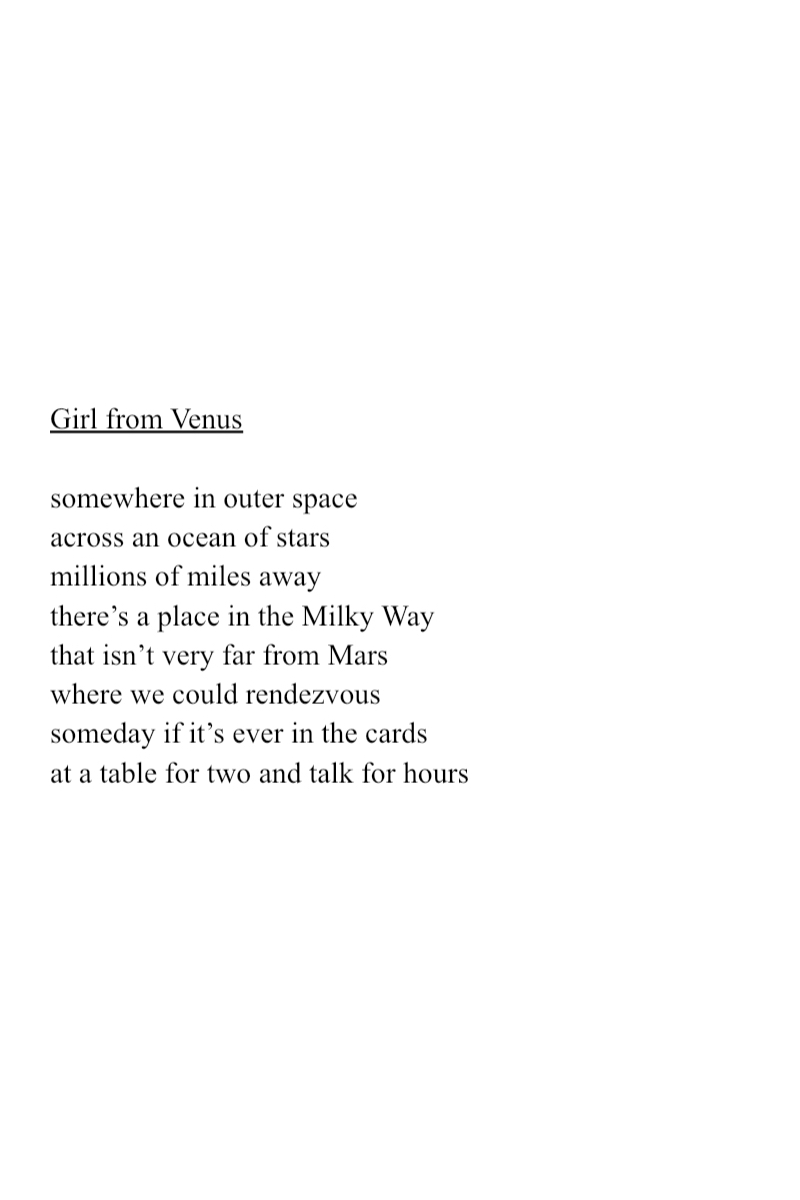 Girl from Venus
somewhere in outer space
across an ocean of stars
millions of miles away
there’s a place in the Milky Way
that isn’t very far from Mars
where we could rendezvous
someday if it’s ever in the cards
at a table for two and talk for hours